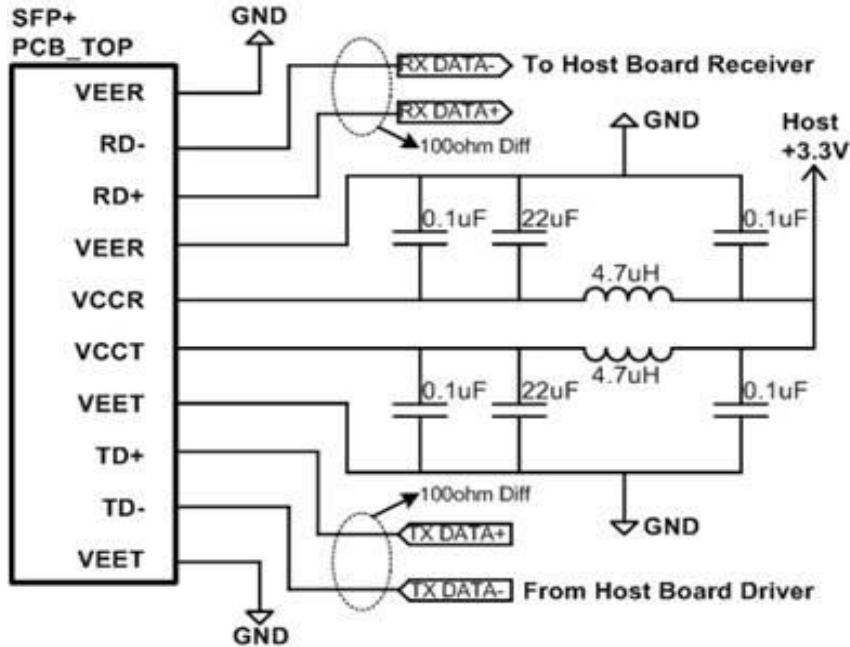 SFP+
PCB_TOP
GND
VEER
RD-
RD+
VEER
VCCR
VCCT
VEET
TD+
TD-
VEET
GND
RX DATA-
To Host Board Receiver
RX DATA+
100ohm Diff
GND
Host
+3.3V
0.1uF
22uF
0.1uF
4.7uH
4.7uH
0.1uF
22uF
0.1uF
100ohm Diff
GND
TX DATA+
TX DATA-
From Host Board Driver